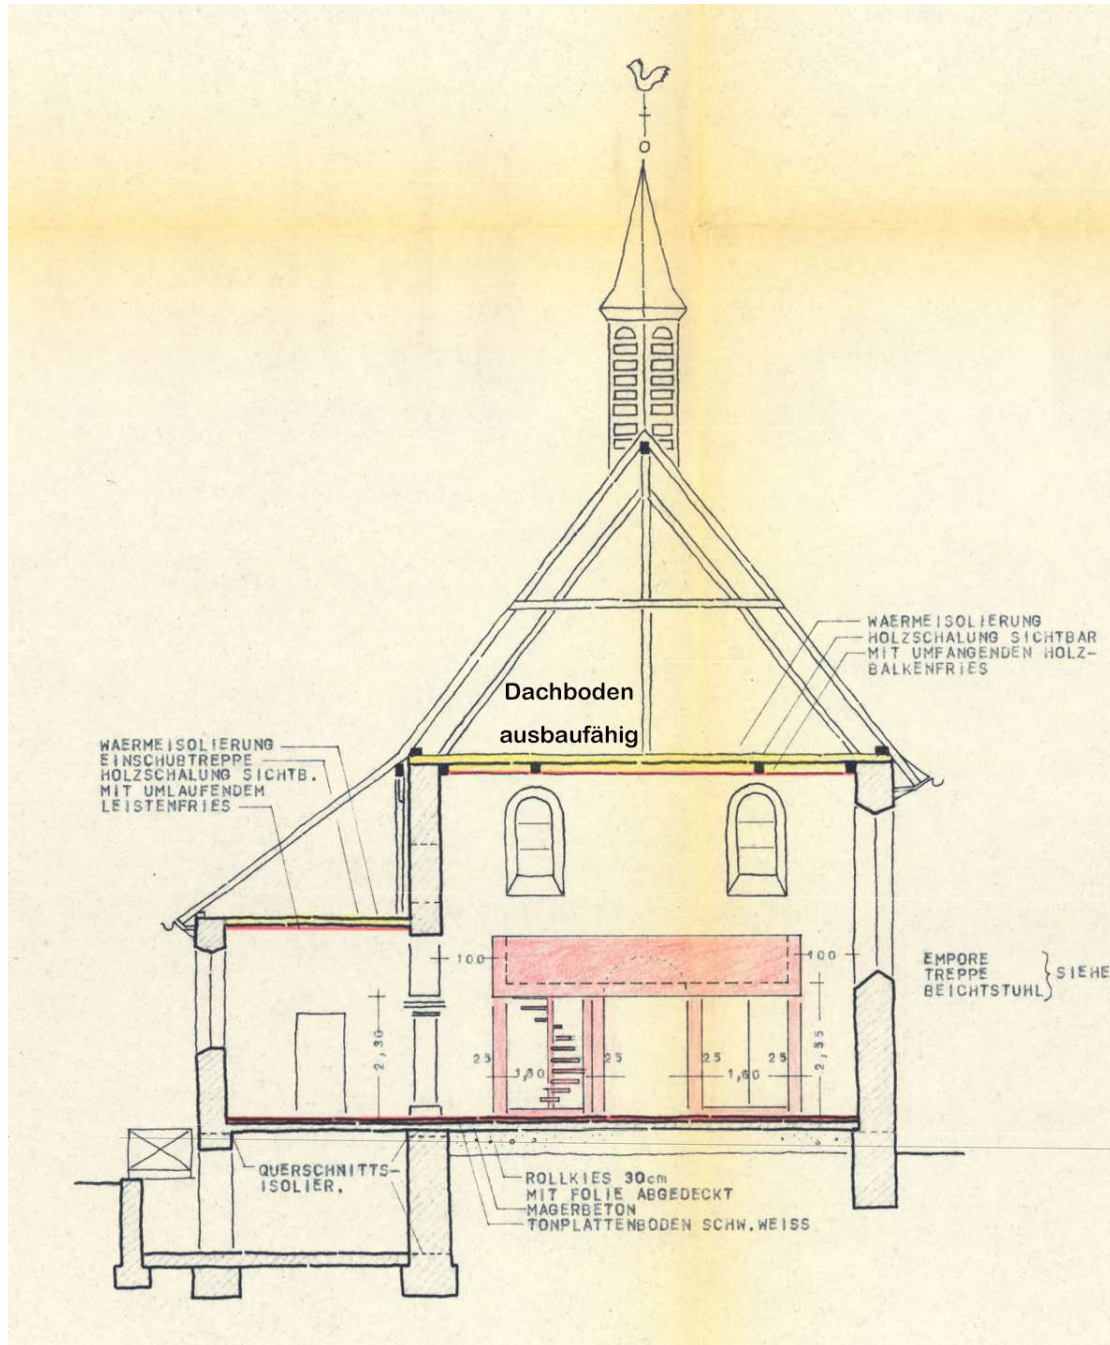 WAERMEISOLIERUNG
HOLZSCHALUNG SICHTBAR
MIT UMFANGENDEN HOLZ-
BALKENFRIES
Dachboden
ausbaufähig
WAERMEISOLIERUNG
EINSCHUBTREPPE
HOLZSCHALUNG SICHTB.
MIT UMLAUFENDEM
LEISTENFRIES
100
100
EMPORE
TREPPE
BEICHTSTUHL
SIEHE
2,30
25
1,80
25
25
1,60
25
2,35
QUERSCHNITTS-
ISOLIER.
ROLLKIES 30cm
MIT FOLIE ABGEDECKT
MAGERBETON
TONPLATTENBODEN SCHW.WEISS